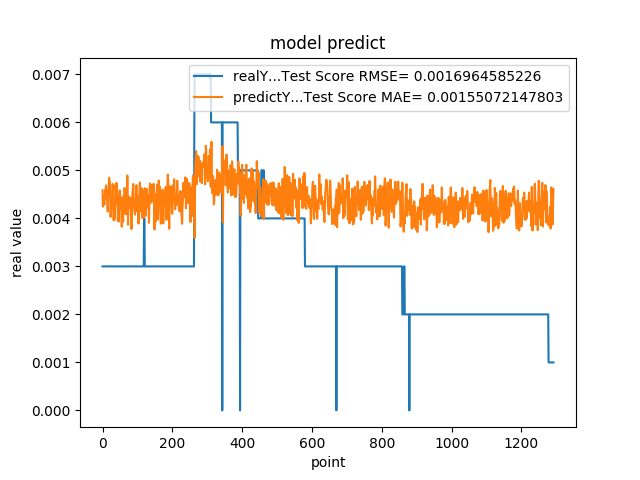 model predict
realY...Test Score RMSE= 0.0016964585226
predictY...Test Score MAE= 0.00155072147803
0.007
0.006
0.005
0.004
0.003
0.002
0.001
0.000
real value
0 200 400 600 800 1000 1200
point